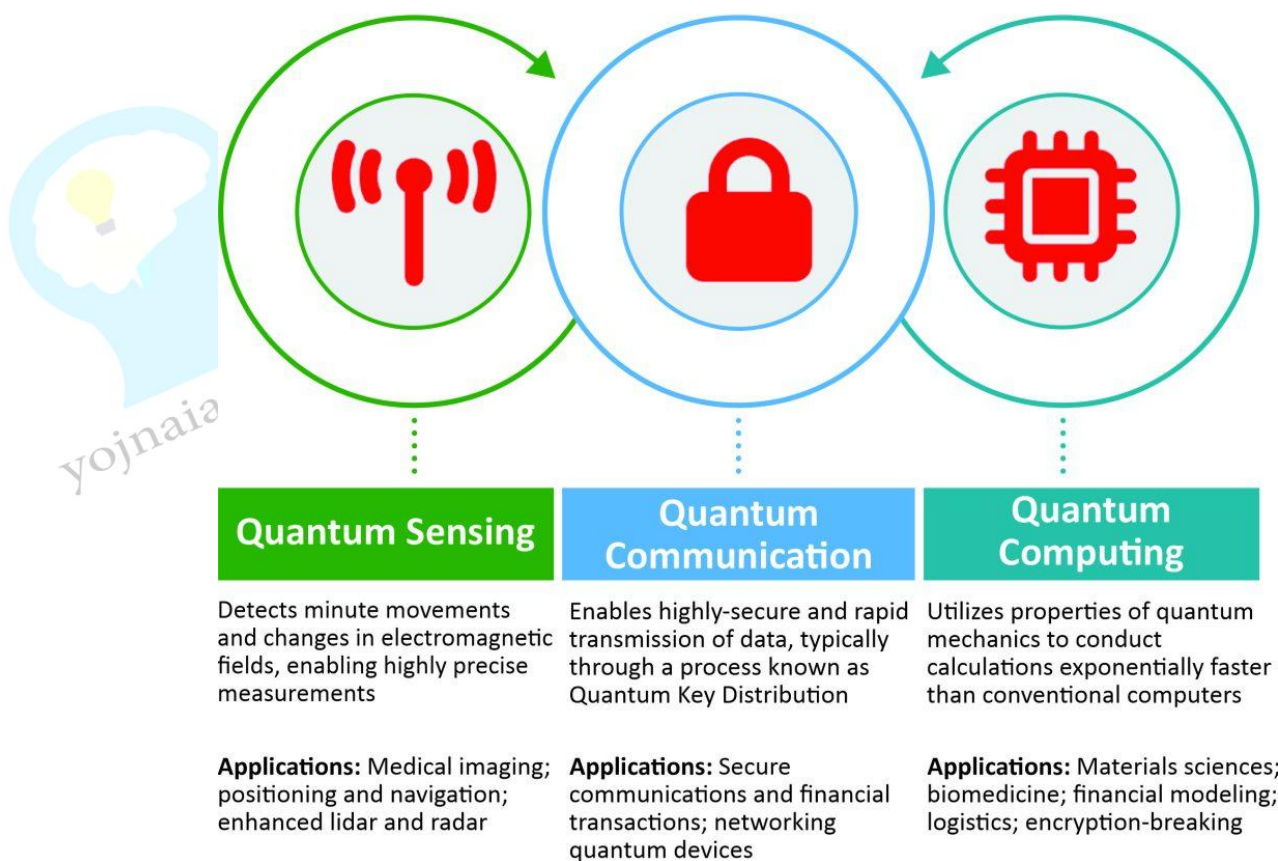 yojnaia
Quantum Sensing
Detects minute movements
and changes in electromagnetic
fields, enabling highly precise
measurements
Applications: Medical imaging;
positioning and navigation;
enhanced lidar and radar
Quantum
Communication
Enables highly-secure and rapid
transmission of data, typically
through a process known as
Quantum Key Distribution
Applications: Secure
communications and financial
transactions; networking
quantum devices
Quantum
Computing
Utilizes properties of quantum
mechanics to conduct
calculations exponentially faster
than conventional computers
Applications: Materials sciences;
biomedicine; financial modeling;
logistics; encryption-breaking